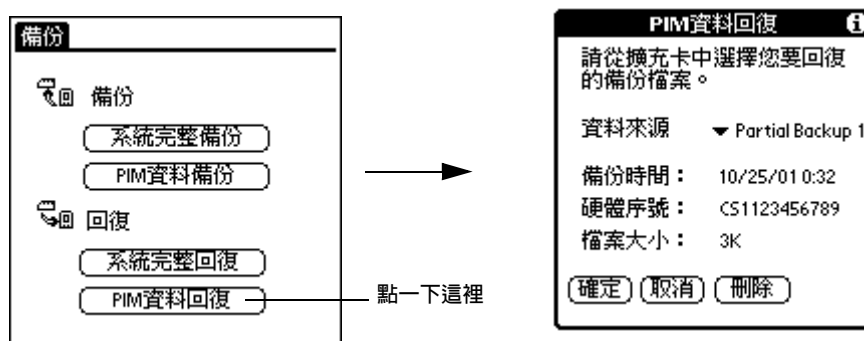 備份
備份
系統完整備份
PIM資料備份
回復
系統完整回復
PIM資料回復
點一下這裡
PIM資料回復
請從擴充卡中選擇您要回復
的備份檔案。
資料來源 Partial Backup 1
備份時間： 10/25/01 0:32
硬體序號： CS1123456789
檔案大小： 3K
確定 取消 刪除